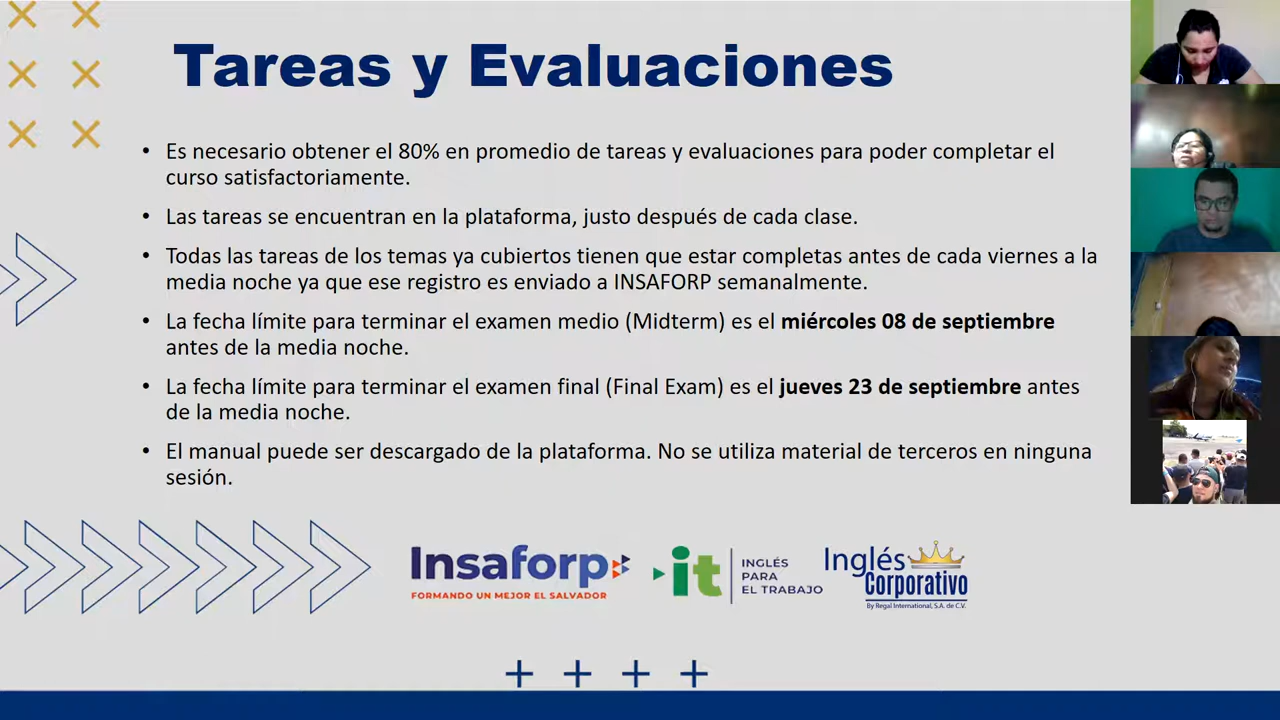 Tareas y Evaluaciones
• Es necesario obtener el 80% en promedio de tareas y evaluaciones para poder completar el
curso satisfactoriamente.
• Las tareas se encuentran en la plataforma, justo después de cada clase.
• Todas las tareas de los temas ya cubiertos tienen que estar completas antes de cada viernes a la
media noche ya que ese registro es enviado a INSAFORP semanalmente.
• La fecha límite para terminar el examen medio (Midterm) es el miércoles 08 de septiembre
antes de la media noche.
• La fecha límite para terminar el examen final (Final Exam) es el jueves 23 de septiembre antes
de la media noche.
• El manual puede ser descargado de la plataforma. No se utiliza material de terceros en ninguna
sesión.
Insaforp
FORMANDO UN MEJOR EL SALVADOR
it
INGLÉS
PARA
EL TRABAJO
Inglés
Corporativo
By Regal International, S.A. de C.V.